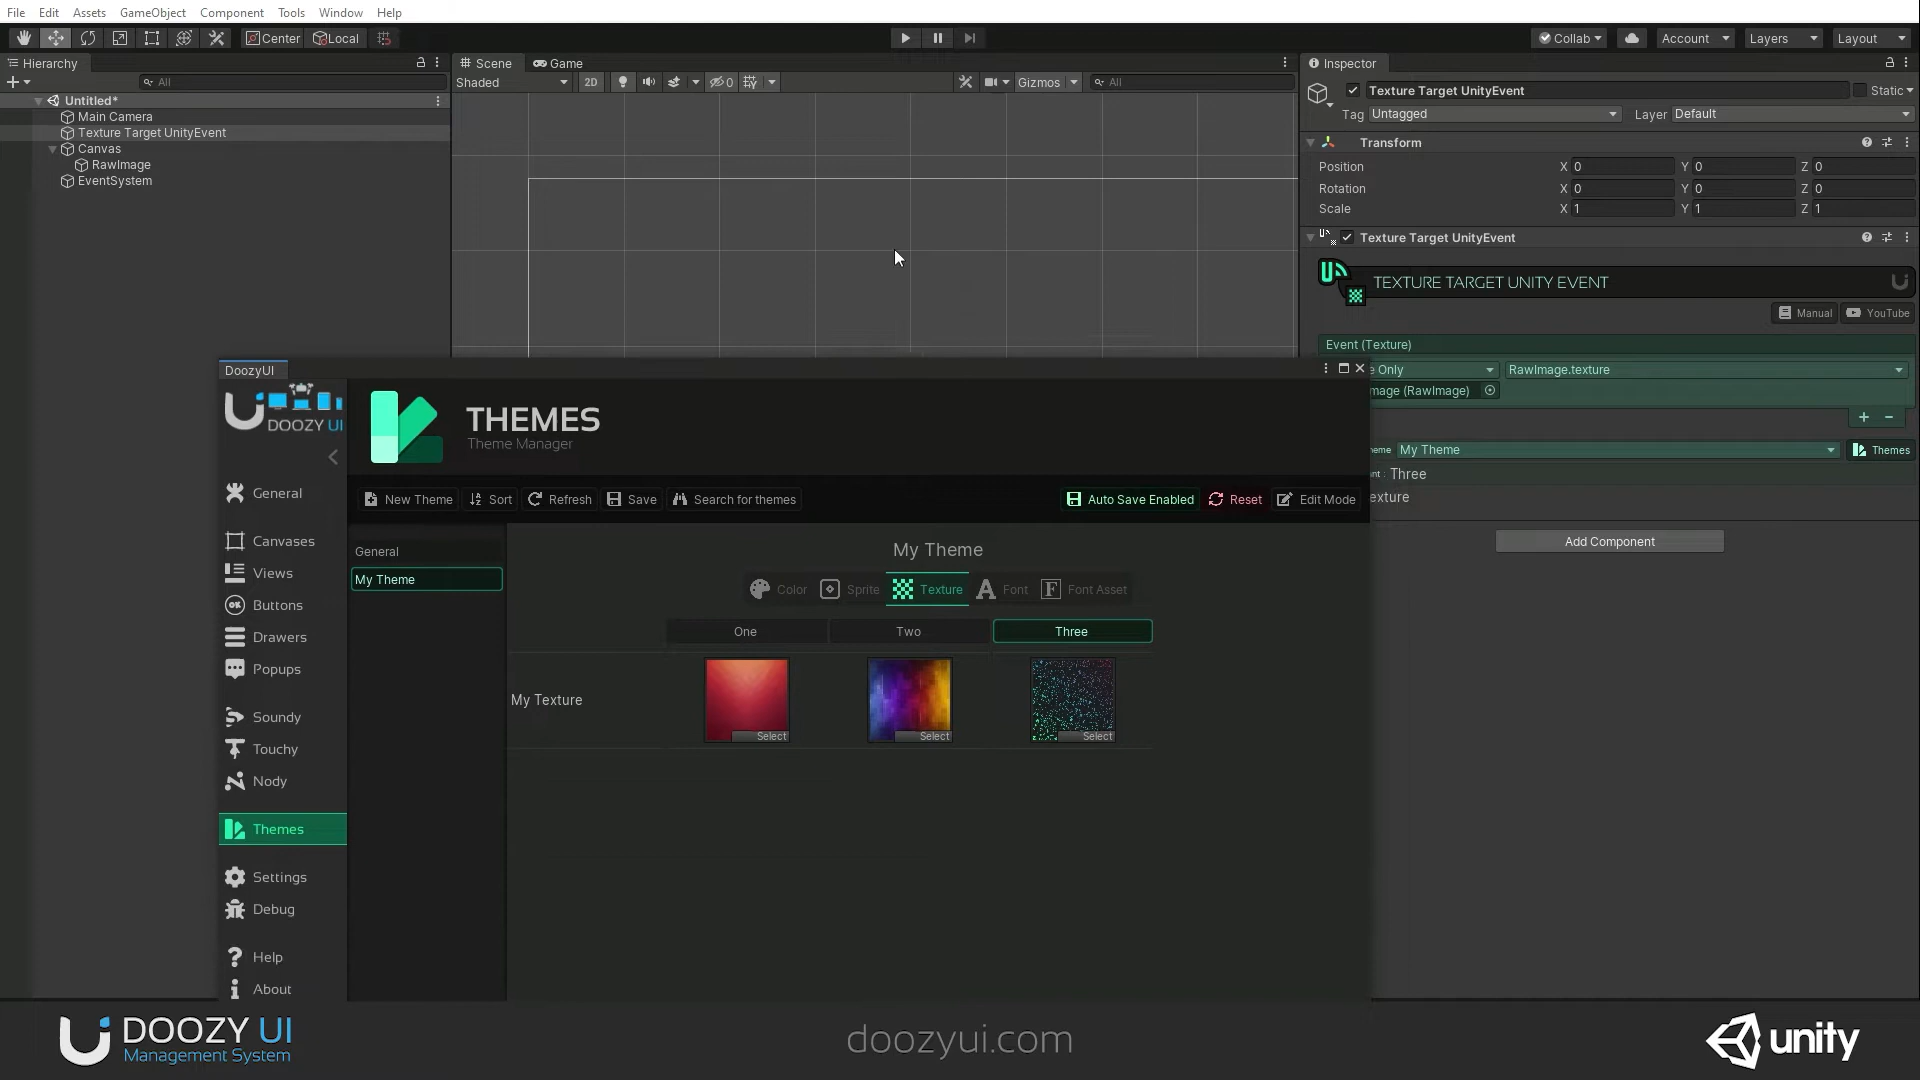 File Edit Assets GameObject Component Tools Window Help
Center Local Collab Account Layers Layout
Hierarchy
All
Untitled*
Main Camera
Texture Target UnityEvent
Canvas
RawImage
EventSystem
Scene Game
Shaded 2D 0 Gizmos All
Inspector
Texture Target UnityEvent Static
Tag Untagged Layer Default
Transform
Position X 0 Y 0 Z 0
Rotation X 0 Y 0 Z 0
Scale X 1 Y 1 Z 1
Texture Target UnityEvent
TEXTURE TARGET UNITY EVENT
Manual YouTube
Event (Texture)
e Only RawImage.texture
mage (RawImage)
+ -
eme My Theme Themes
nt : Three
exture
Add Component
DoozyUI
DOOZY UI
General
Canvases
Views
Buttons
Drawers
Popups
Soundy
Touchy
Nody
Themes
Settings
Debug
Help
About
THEMES
Theme Manager
New Theme Sort Refresh Save Search for themes Auto Save Enabled Reset Edit Mode
General
My Theme
My Theme
Color Sprite Texture Font Font Asset
One Two Three
My Texture
Select Select Select
DOOZY UI
Management System
doozyui.com
unity